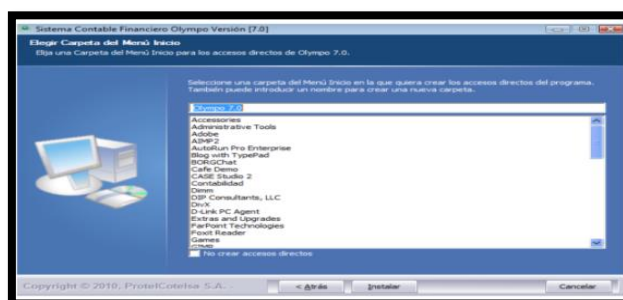 Sistema Contable Financiero Olympo Versión [7.0]
Elegir Carpeta del Menú Inicio
Elija una Carpeta del Menú Inicio para los accesos directos de Olympo 7.0.
Seleccione una carpeta del Menú Inicio en la que quiera crear los accesos directos del programa.
También puede introducir un nombre para crear una nueva carpeta.
Olympo 7.0
Accessories
Administrative Tools
Adobe
AIMP2
AutoRun Pro Enterprise
Blog with TypePad
BORGChat
Cafe Demo
CASE Studio 2
Contabilidad
Dimm
DIP Consultants, LLC
DivX
D-Link PC Agent
Extras and Upgrades
FarPoint Technologies
Foxit Reader
Games
GIMP
No crear accesos directos
Copyright © 2010, ProtelCotelsa S.A. -
< Atrás
Instalar
Cancelar